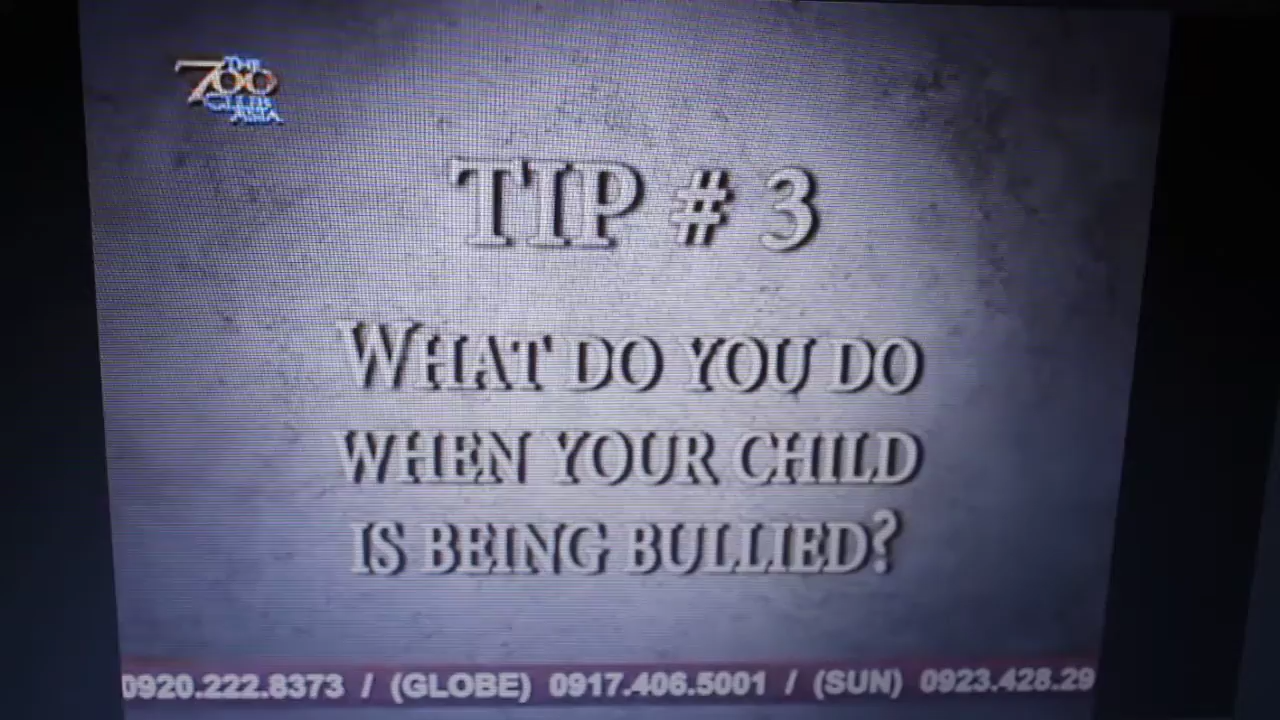 THE
700
CLUB
ASIA
TIP # 3
WHAT DO YOU DO
WHEN YOUR CHILD
IS BEING BULLIED?
0920.222.8373 / (GLOBE) 0917.406.5001 / (SUN) 0923.428.29